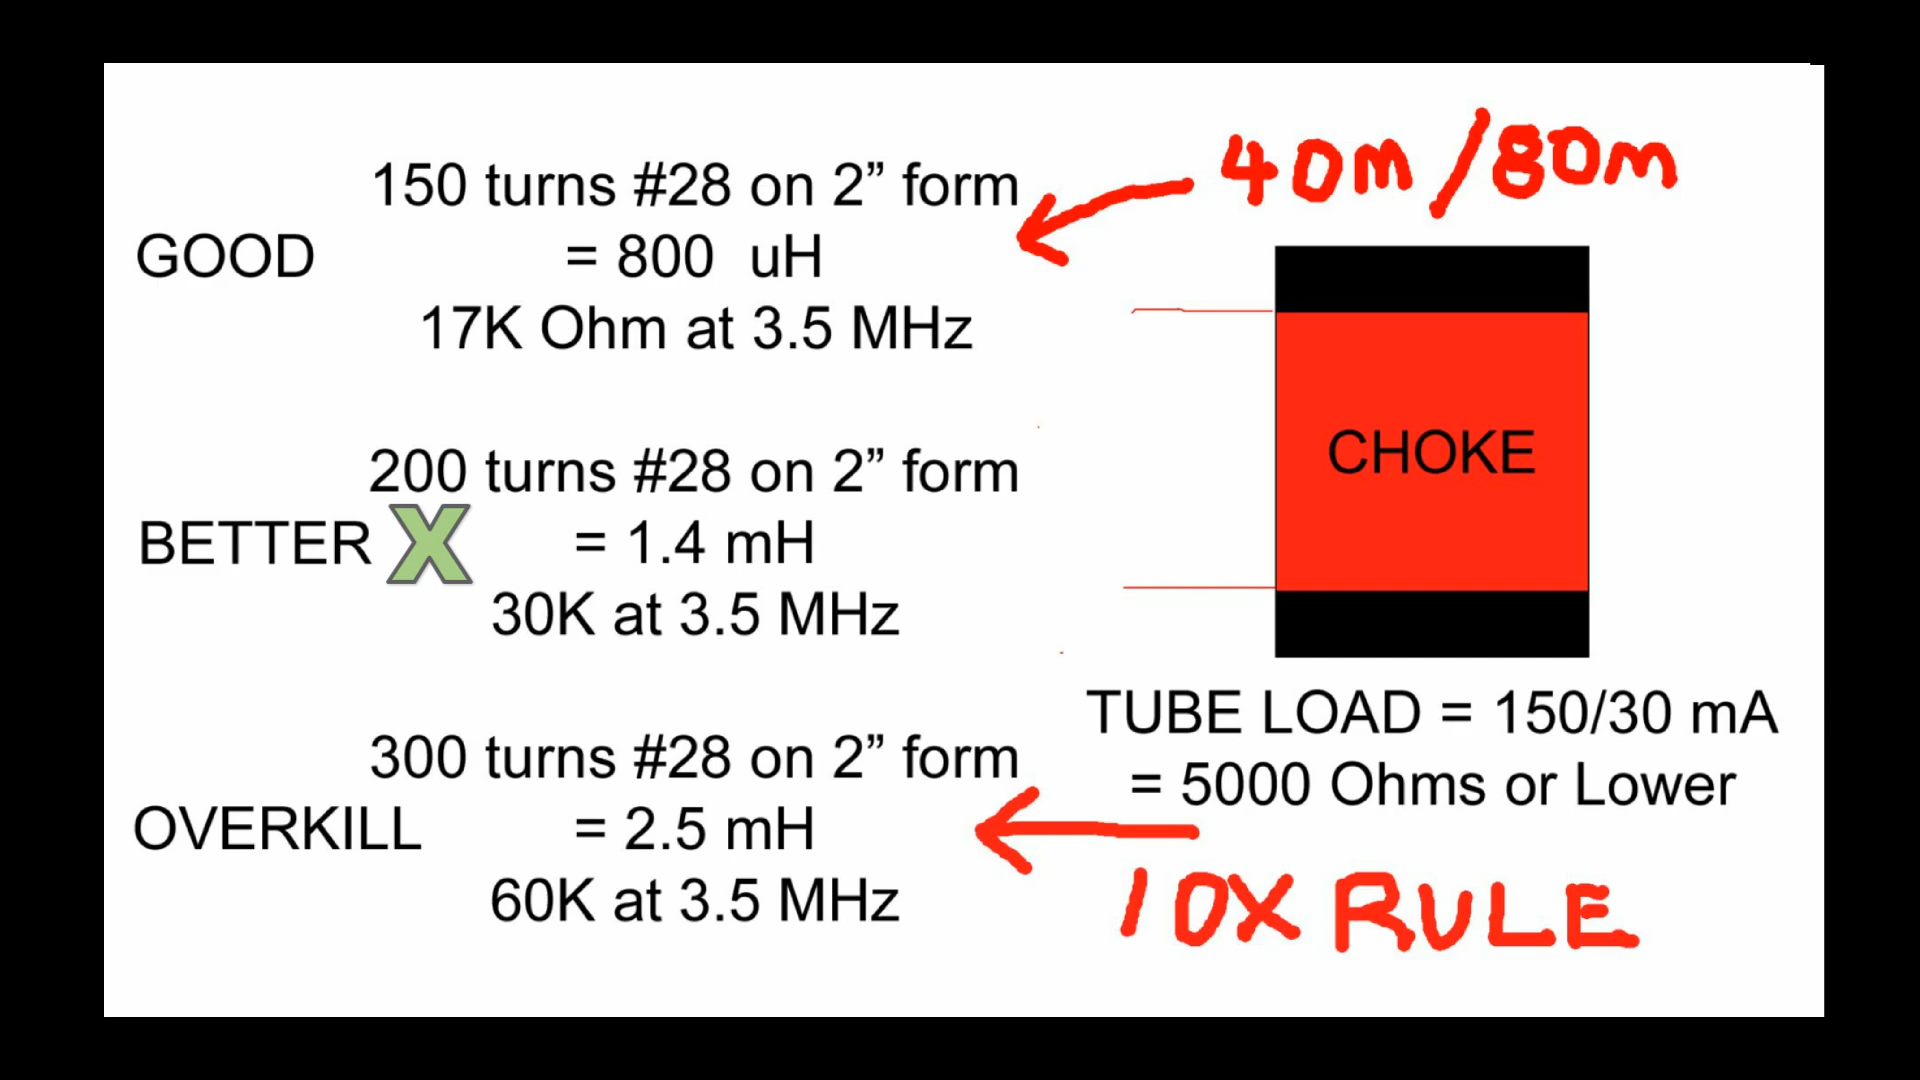 150 turns #28 on 2” form
GOOD = 800 uH
17K Ohm at 3.5 MHz
200 turns #28 on 2” form
BETTER X = 1.4 mH
30K at 3.5 MHz
300 turns #28 on 2” form
OVERKILL = 2.5 mH
60K at 3.5 MHz
40m/80m
CHOKE
TUBE LOAD = 150/30 mA
= 5000 Ohms or Lower
10X RULE